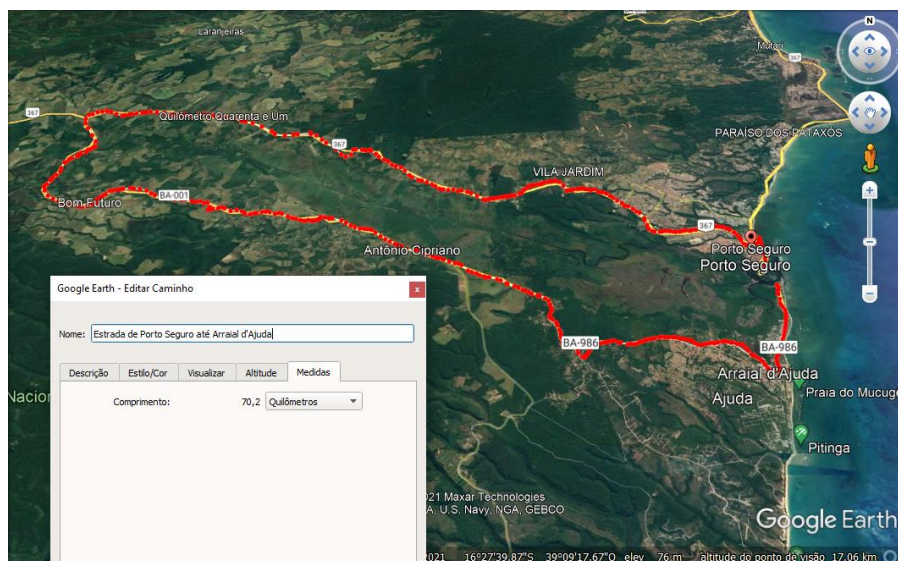 Laranjeiras
N
Mutari
367
367
Quilômetro Quarenta e Um
367
PARAÍSO DOS PATAXÓS
VILA JARDIM
BA-001
Bom Futuro
367
Antônio Cipriano
Porto Seguro
Porto Seguro
Google Earth - Editar Caminho
x
Nome: Estrada de Porto Seguro até Arraial d'Ajuda
BA-986
BA-986
Descrição Estilo/Cor Visualizar Altitude Medidas
Arraial d'Ajuda
Nacion
Comprimento: 70,2 Quilômetros
Ajuda
Praia do Mucugê
Pitinga
21 Maxar Technologies
A, U.S. Navy, NGA, GEBCO
Google Earth
2021 16°27'39.87"S 39°09'17.67"O elev 76 m altitude do ponto de visão 17.06 km